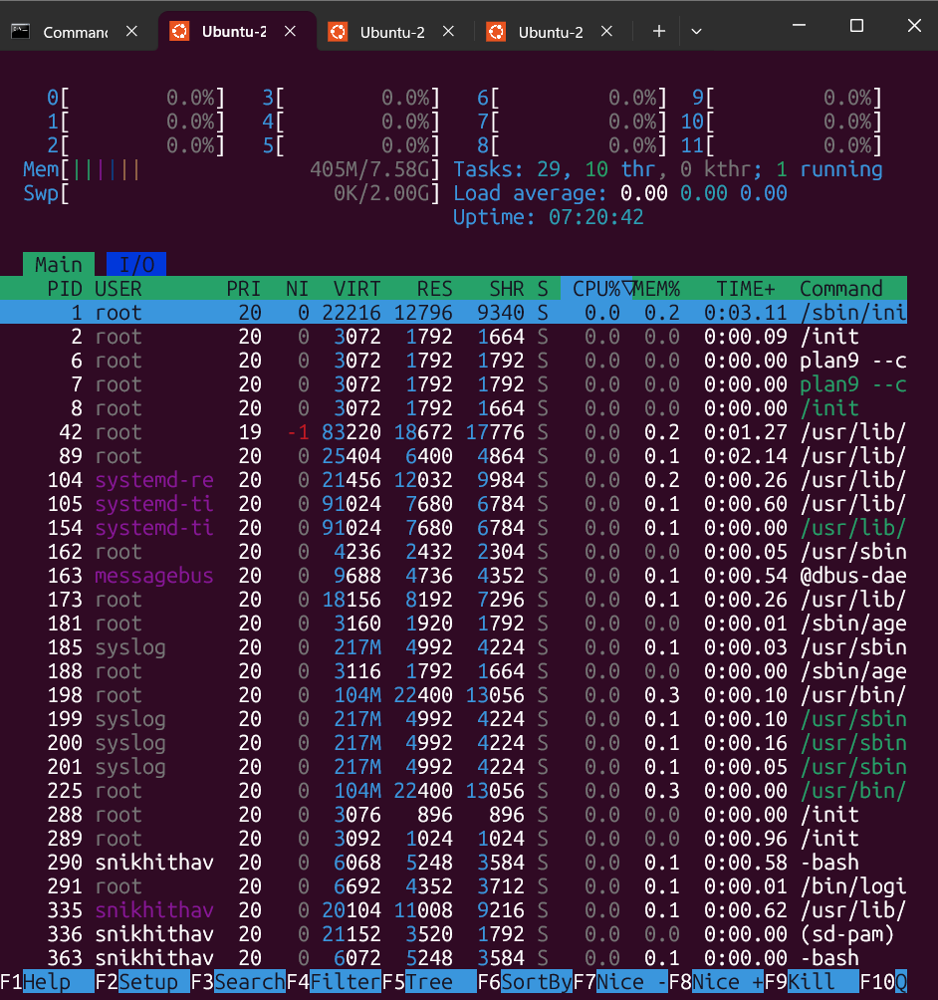 Command Ubuntu-2 Ubuntu-2 Ubuntu-2
0[ 0.0%] 3[ 0.0%] 6[ 0.0%] 9[ 0.0%]
1[ 0.0%] 4[ 0.0%] 7[ 0.0%] 10[ 0.0%]
2[ 0.0%] 5[ 0.0%] 8[ 0.0%] 11[ 0.0%]
Mem[|||||| 405M/7.58G] Tasks: 29, 10 thr, 0 kthr; 1 running
Swp[ 0K/2.00G] Load average: 0.00 0.00 0.00
Uptime: 07:20:42
Main I/O
PID USER PRI NI VIRT RES SHR S CPU%▽MEM% TIME+ Command
1 root 20 0 22216 12796 9340 S 0.0 0.2 0:03.11 /sbin/ini
2 root 20 0 3072 1792 1664 S 0.0 0.0 0:00.09 /init
6 root 20 0 3072 1792 1792 S 0.0 0.0 0:00.00 plan9 --c
7 root 20 0 3072 1792 1792 S 0.0 0.0 0:00.00 plan9 --c
8 root 20 0 3072 1792 1664 S 0.0 0.0 0:00.00 /init
42 root 19 -1 83220 18672 17776 S 0.0 0.2 0:01.27 /usr/lib/
89 root 20 0 25404 6400 4864 S 0.0 0.1 0:02.14 /usr/lib/
104 systemd-re 20 0 21456 12032 9984 S 0.0 0.2 0:00.26 /usr/lib/
105 systemd-ti 20 0 91024 7680 6784 S 0.0 0.1 0:00.60 /usr/lib/
154 systemd-ti 20 0 91024 7680 6784 S 0.0 0.1 0:00.00 /usr/lib/
162 root 20 0 4236 2432 2304 S 0.0 0.0 0:00.05 /usr/sbin
163 messagebus 20 0 9688 4736 4352 S 0.0 0.1 0:00.54 @dbus-dae
173 root 20 0 18156 8192 7296 S 0.0 0.1 0:00.26 /usr/lib/
181 root 20 0 3160 1920 1792 S 0.0 0.0 0:00.01 /sbin/age
185 syslog 20 0 217M 4992 4224 S 0.0 0.1 0:00.03 /usr/sbin
188 root 20 0 3116 1792 1664 S 0.0 0.0 0:00.00 /sbin/age
198 root 20 0 104M 22400 13056 S 0.0 0.3 0:00.10 /usr/bin/
199 syslog 20 0 217M 4992 4224 S 0.0 0.1 0:00.10 /usr/sbin
200 syslog 20 0 217M 4992 4224 S 0.0 0.1 0:00.16 /usr/sbin
201 syslog 20 0 217M 4992 4224 S 0.0 0.1 0:00.05 /usr/sbin
225 root 20 0 104M 22400 13056 S 0.0 0.3 0:00.00 /usr/bin/
288 root 20 0 3076 896 896 S 0.0 0.0 0:00.00 /init
289 root 20 0 3092 1024 1024 S 0.0 0.0 0:00.96 /init
290 snikhithav 20 0 6068 5248 3584 S 0.0 0.1 0:00.58 -bash
291 root 20 0 6692 4352 3712 S 0.0 0.1 0:00.01 /bin/logi
335 snikhithav 20 0 20104 11008 9216 S 0.0 0.1 0:00.62 /usr/lib/
336 snikhithav 20 0 21152 3520 1792 S 0.0 0.0 0:00.00 (sd-pam)
363 snikhithav 20 0 6072 5248 3584 S 0.0 0.1 0:00.00 -bash
F1Help F2Setup F3SearchF4FilterF5Tree F6SortByF7Nice -F8Nice +F9Kill F10Q